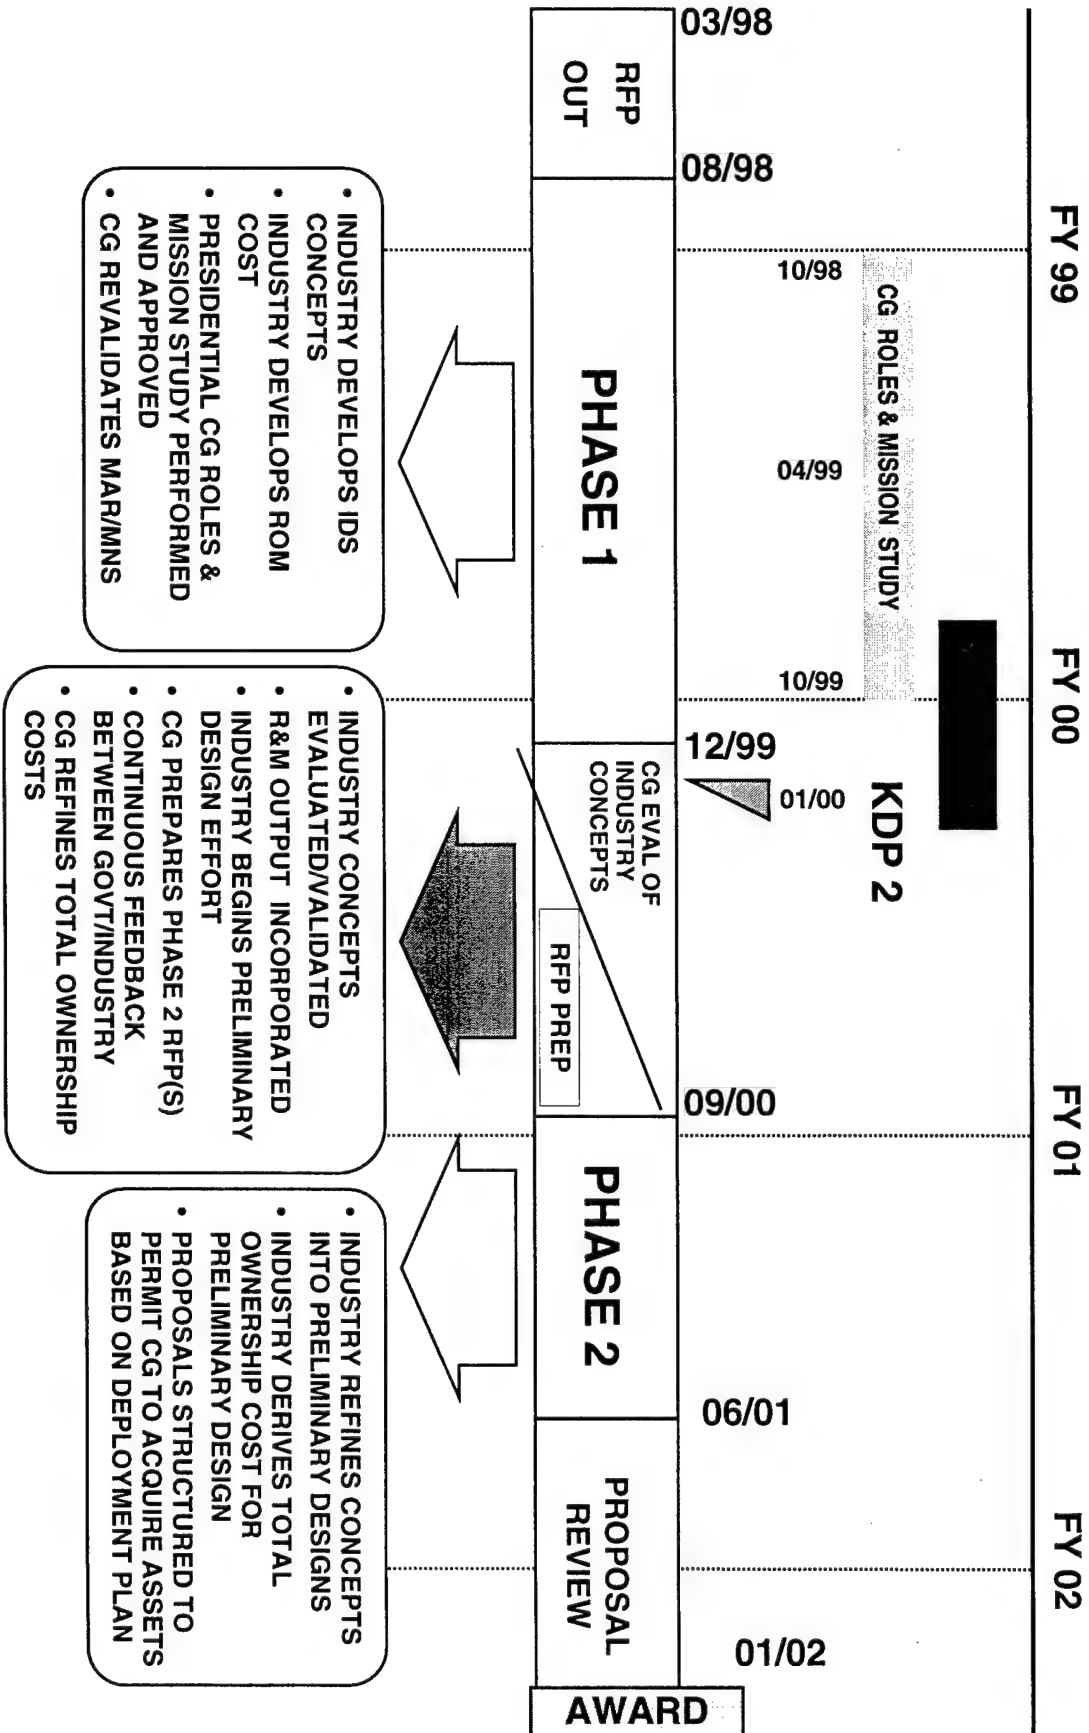 FY 99
FY 00
FY 01
FY 02
CG ROLES & MISSION STUDY
10/98
04/99
10/99
KDP 2
01/00
03/98
08/98
12/99
09/00
06/01
01/02
RFP
OUT
PHASE 1
CG EVAL OF
INDUSTRY
CONCEPTS
RFP PREP
PHASE 2
PROPOSAL
REVIEW
AWARD
• INDUSTRY DEVELOPS IDS
CONCEPTS
• INDUSTRY DEVELOPS ROM
COST
• PRESIDENTIAL CG ROLES &
MISSION STUDY PERFORMED
AND APPROVED
• CG REVALIDATES MAR/MNS
• INDUSTRY CONCEPTS
EVALUATED/VALIDATED
• R&M OUTPUT INCORPORATED
• INDUSTRY BEGINS PRELIMINARY
DESIGN EFFORT
• CG PREPARES PHASE 2 RFP(S)
• CONTINUOUS FEEDBACK
BETWEEN GOVT/INDUSTRY
• CG REFINES TOTAL OWNERSHIP
COSTS
• INDUSTRY REFINES CONCEPTS
INTO PRELIMINARY DESIGNS
• INDUSTRY DERIVES TOTAL
OWNERSHIP COST FOR
PRELIMINARY DESIGN
• PROPOSALS STRUCTURED TO
PERMIT CG TO ACQUIRE ASSETS
BASED ON DEPLOYMENT PLAN